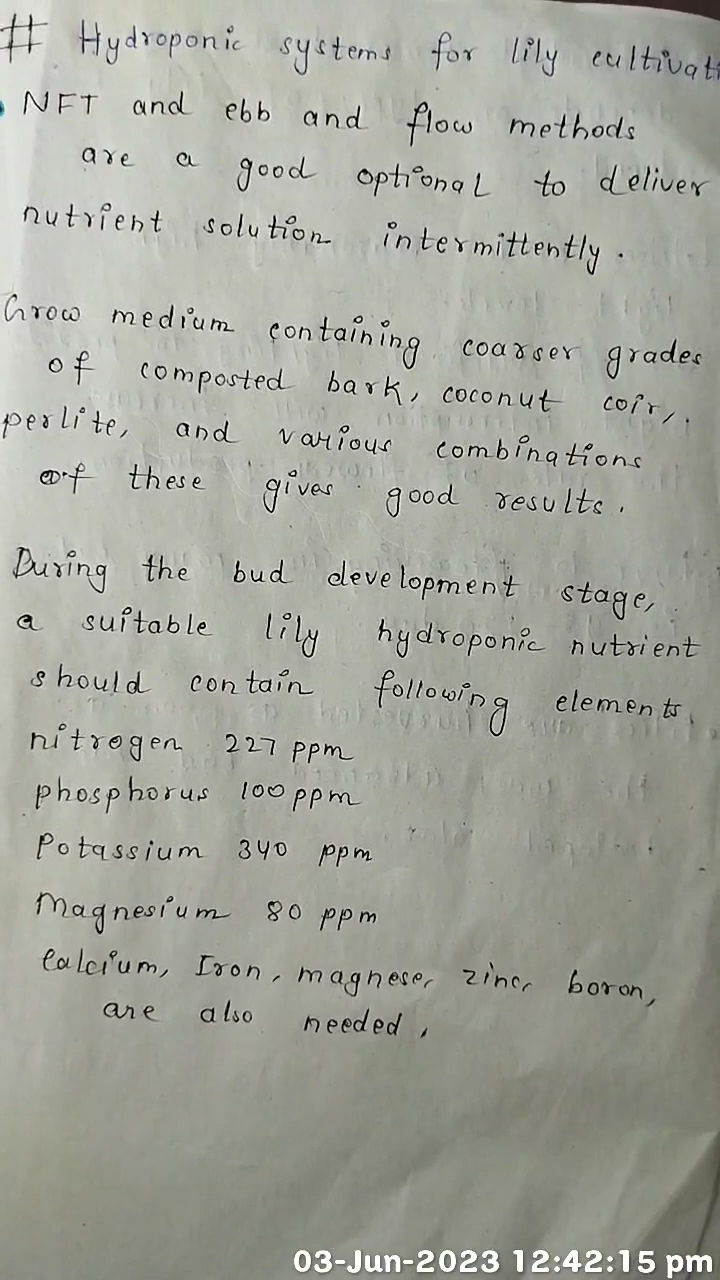 # Hydroponic systems for lily cultivat
• NFT and ebb and flow methods
are a good optional to deliver
nutrient solution intermittently.
Grow medium containing coarser grades
of composted bark, coconut coir,
perlite, and various combinations
of these gives good results.
During the bud development stage,
a suitable lily hydroponic nutrient
should contain following elements.
nitrogen 227 ppm
phosphorus 100 ppm
Potassium 340 ppm
Magnesium 80 ppm
Calcium, Iron, magnese, zinc, boron,
are also needed,
03-Jun-2023 12:42:15 pm